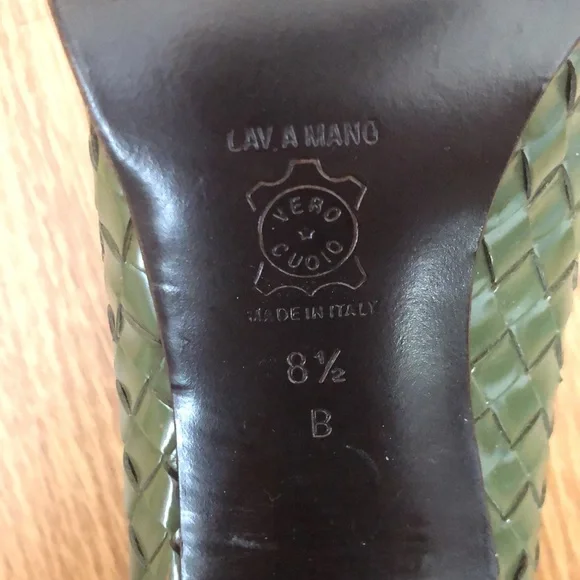 LAV. A MANO
VERO
CUOIO
MADE IN ITALY
8½
B